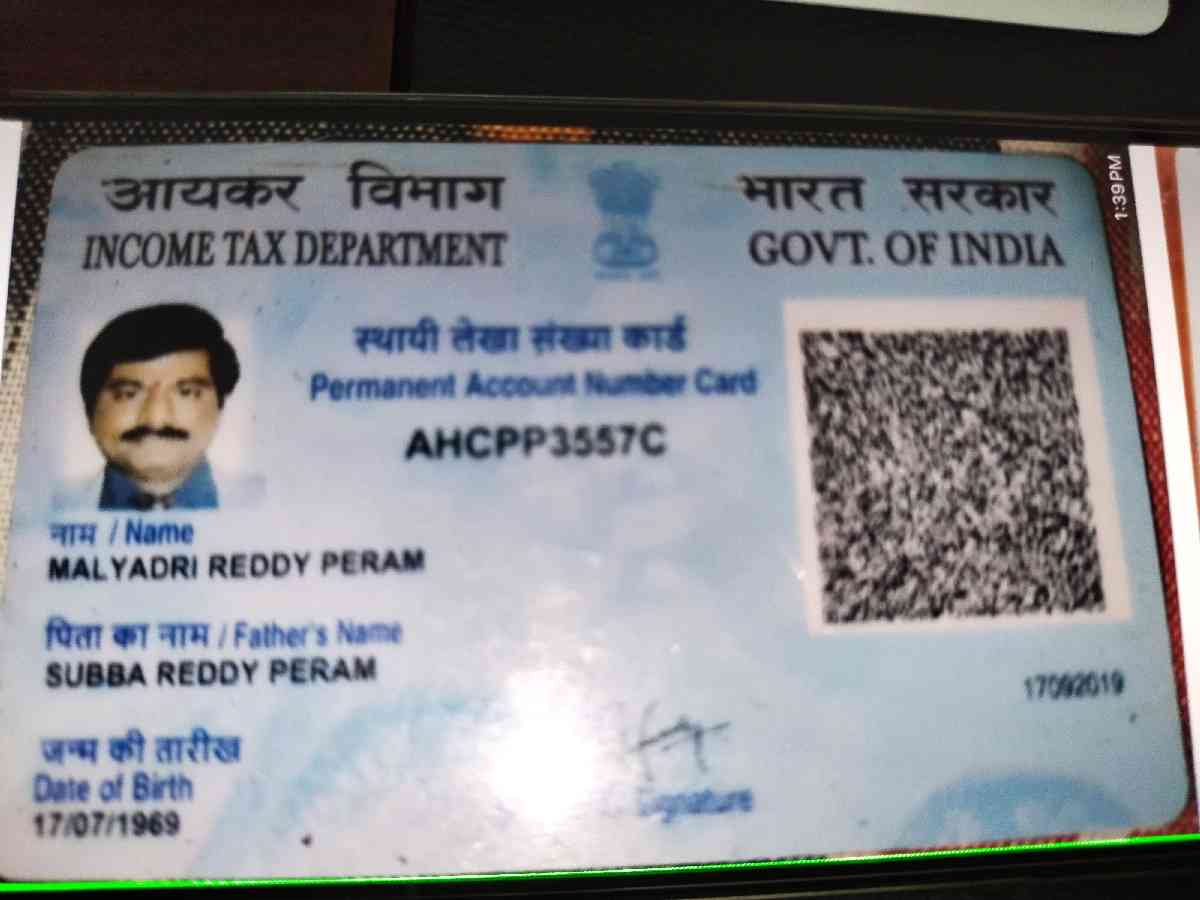 आयकर विभाग
INCOME TAX DEPARTMENT
भारत सरकार
GOVT. OF INDIA
स्थायी लेखा संख्या कार्ड
Permanent Account Number Card
AHCPP3557C
नाम / Name
MALYADRI REDDY PERAM
पिता का नाम / Father's Name
SUBBA REDDY PERAM
जन्म की तारीख
Date of Birth
17/07/1969
Signature
17092019
1:39 PM